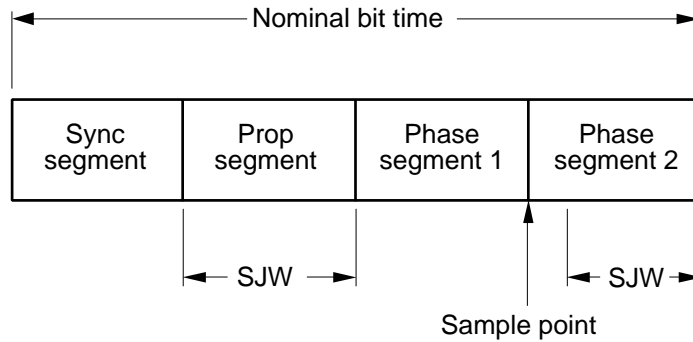 Nominal bit time
Sync
segment
Prop
segment
Phase
segment 1
Phase
segment 2
SJW
SJW
Sample point